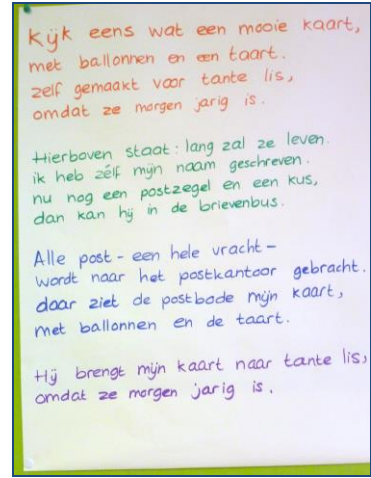 Kijk eens wat een mooie kaart,
met ballonnen en een taart.
zelf gemaakt voor tante lis,
omdat ze morgen jarig is.
Hierboven staat: lang zal ze leven.
ik heb zélf mijn naam geschreven.
nu nog een postzegel en een kus,
dan kan hij in de brievenbus.
Alle post - een hele vracht -
wordt naar het postkantoor gebracht.
daar ziet de postbode mijn kaart,
met ballonnen en de taart.
Hij brengt mijn kaart naar tante lis,
omdat ze morgen jarig is.